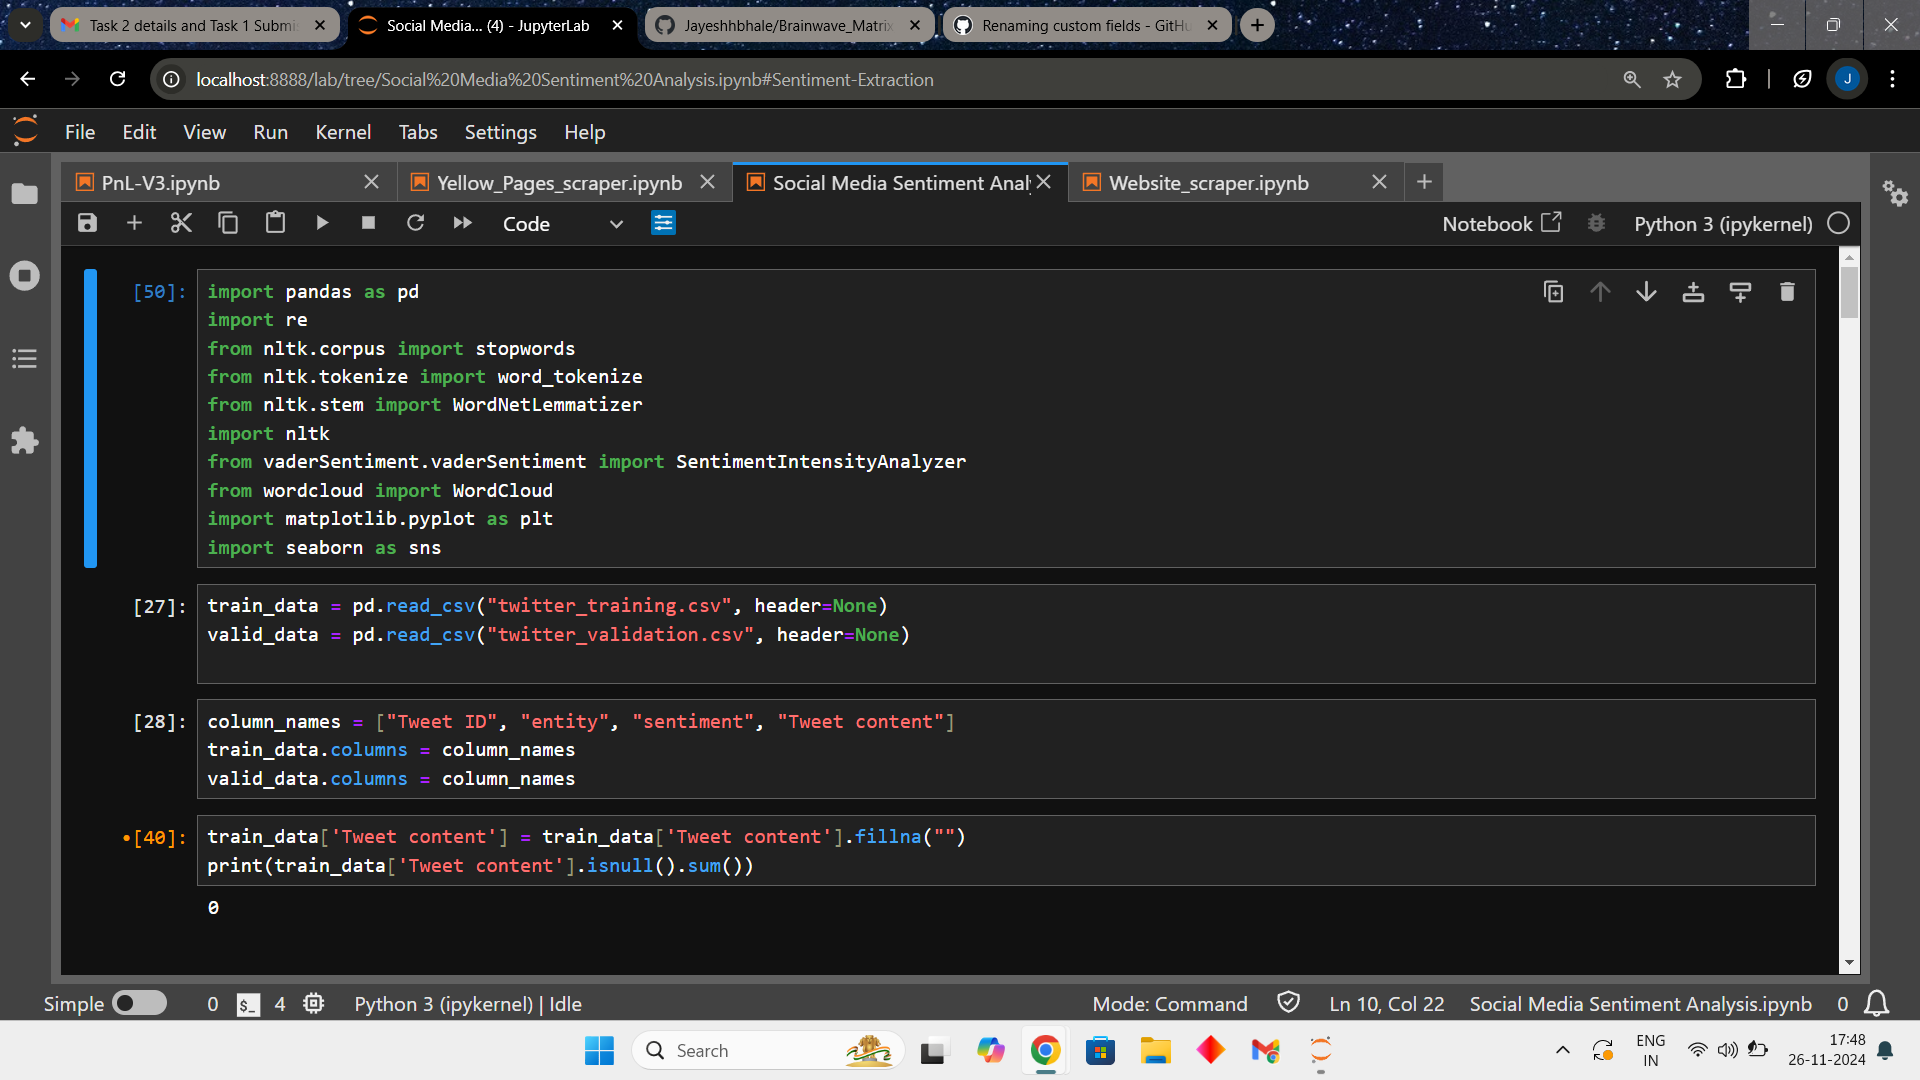 Task 2 details and Task 1 Submi
Social Media... (4) - JupyterLab
Jayeshhbhale/Brainwave_Matrix
Renaming custom fields - GitHu
localhost:8888/lab/tree/Social%20Media%20Sentiment%20Analysis.ipynb#Sentiment-Extraction
J
File Edit View Run Kernel Tabs Settings Help
PnL-V3.ipynb
Yellow_Pages_scraper.ipynb
Social Media Sentiment Analy
Website_scraper.ipynb
Code
Notebook
Python 3 (ipykernel)
[50]:
import pandas as pd
import re
from nltk.corpus import stopwords
from nltk.tokenize import word_tokenize
from nltk.stem import WordNetLemmatizer
import nltk
from vaderSentiment.vaderSentiment import SentimentIntensityAnalyzer
from wordcloud import WordCloud
import matplotlib.pyplot as plt
import seaborn as sns
[27]:
train_data = pd.read_csv("twitter_training.csv", header=None)
valid_data = pd.read_csv("twitter_validation.csv", header=None)
[28]:
column_names = ["Tweet ID", "entity", "sentiment", "Tweet content"]
train_data.columns = column_names
valid_data.columns = column_names
•[40]:
train_data['Tweet content'] = train_data['Tweet content'].fillna("")
print(train_data['Tweet content'].isnull().sum())
0
Simple 0 $_ 4 Python 3 (ipykernel) | Idle
Mode: Command Ln 10, Col 22 Social Media Sentiment Analysis.ipynb 0
Search
ENG
IN
17:48
26-11-2024